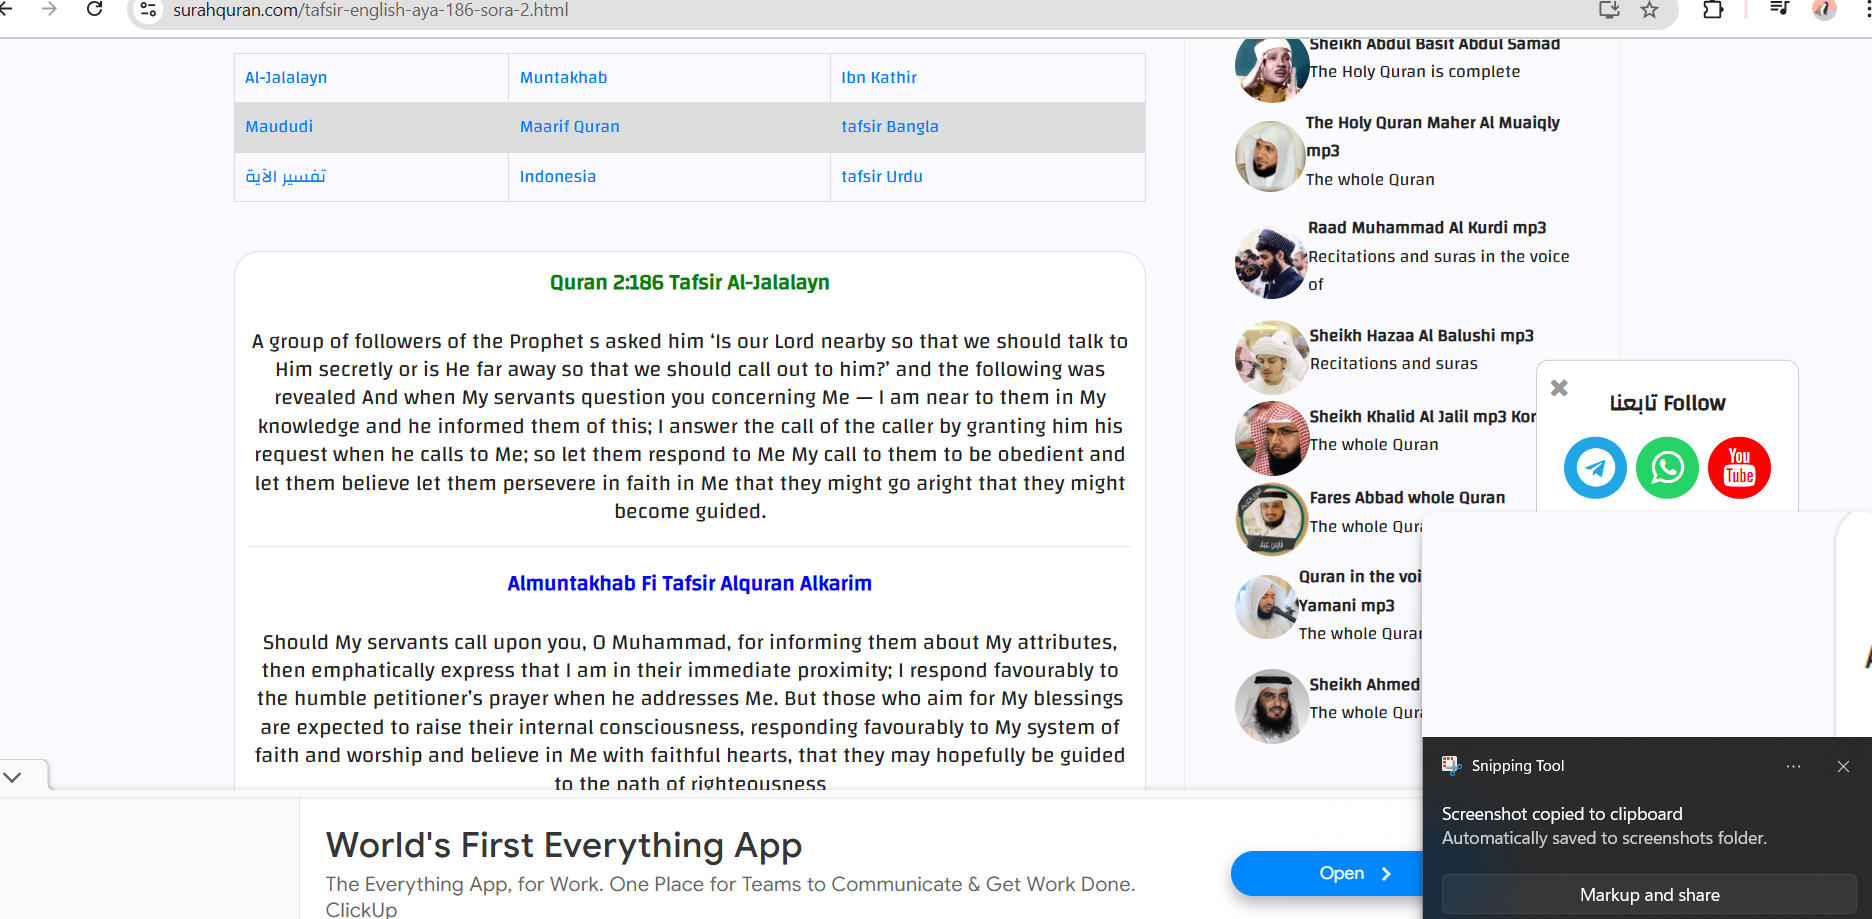 surahquran.com/tafsir-english-aya-186-sora-2.html
Al-Jalalayn
Muntakhab
Ibn Kathir
Maududi
Maarif Quran
tafsir Bangla
تفسير الآية
Indonesia
tafsir Urdu
Quran 2:186 Tafsir Al-Jalalayn
A group of followers of the Prophet s asked him ‘Is our Lord nearby so that we should talk to
Him secretly or is He far away so that we should call out to him?’ and the following was
revealed And when My servants question you concerning Me — I am near to them in My
knowledge and he informed them of this; I answer the call of the caller by granting him his
request when he calls to Me; so let them respond to Me My call to them to be obedient and
let them believe let them persevere in faith in Me that they might go aright that they might
become guided.
Almuntakhab Fi Tafsir Alquran Alkarim
Should My servants call upon you, O Muhammad, for informing them about My attributes,
then emphatically express that I am in their immediate proximity; I respond favourably to
the humble petitioner’s prayer when he addresses Me. But those who aim for My blessings
are expected to raise their internal consciousness, responding favourably to My system of
faith and worship and believe in Me with faithful hearts, that they may hopefully be guided
to the path of righteousness
Sheikh Abdul Basit Abdul Samad
The Holy Quran is complete
The Holy Quran Maher Al Muaiqly
mp3
The whole Quran
Raad Muhammad Al Kurdi mp3
Recitations and suras in the voice
of
Sheikh Hazaa Al Balushi mp3
Recitations and suras
Sheikh Khalid Al Jalil mp3 Kor
The whole Quran
Fares Abbad whole Quran
The whole Qura
Quran in the voi
Yamani mp3
The whole Quran
Sheikh Ahmed
The whole Qura
تابعنا Follow
You
Tube
Snipping Tool
Screenshot copied to clipboard
Automatically saved to screenshots folder.
Markup and share
World's First Everything App
The Everything App, for Work. One Place for Teams to Communicate & Get Work Done.
ClickUp
Open